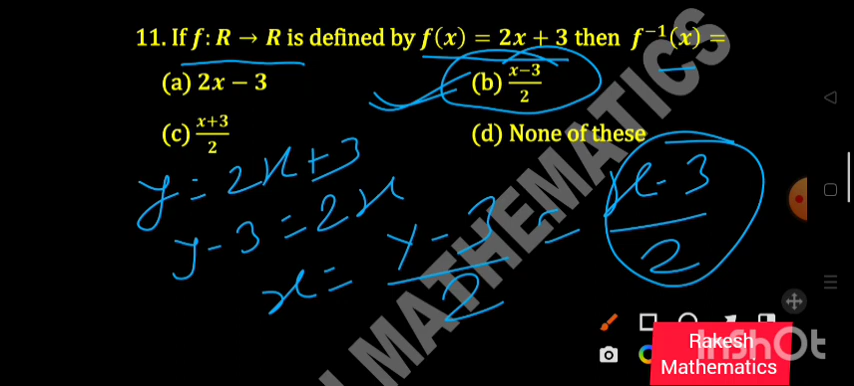 11. If f: R → R is defined by f(x) = 2x + 3 then f⁻¹(x) =
(a) 2x − 3
(b) x−3/2
(c) x+3/2
(d) None of these
y = 2x + 3
y - 3 = 2x
x = y - 3/2 = x - 3/2
MATHEMATICS
InShot
Rakesh
Mathematics